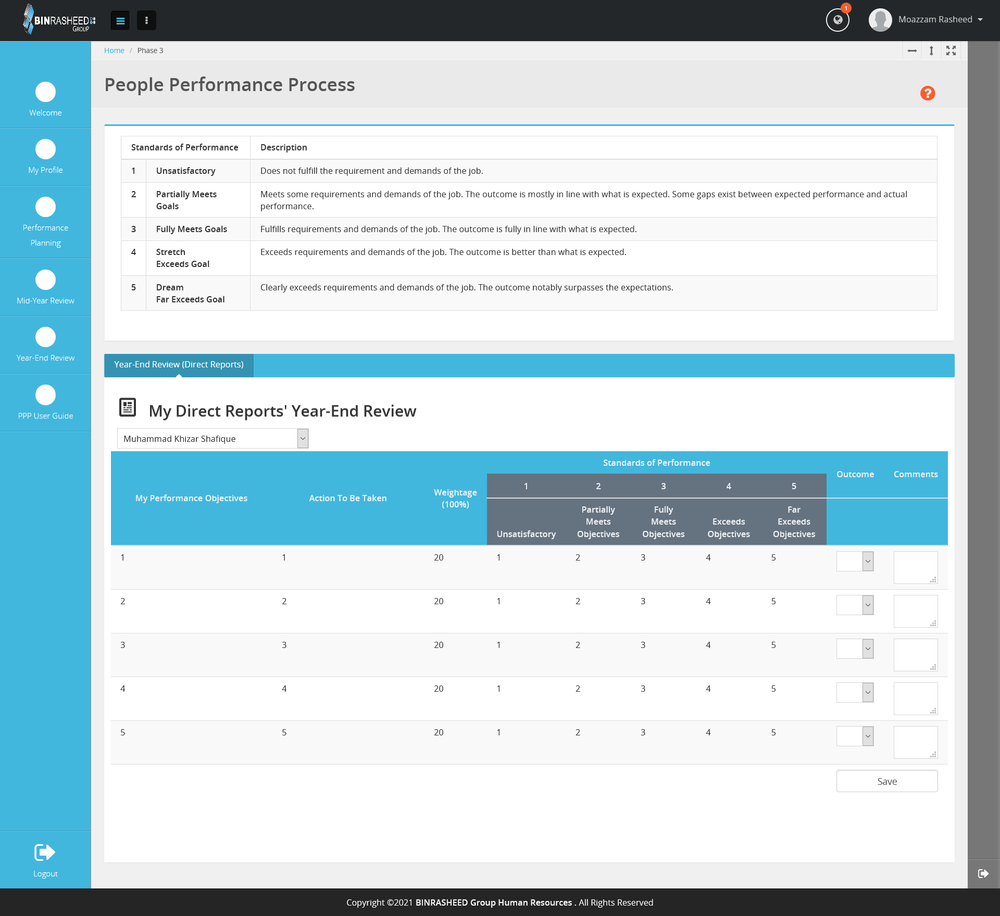 BINRASHEED
GROUP
1
Moazzam Rasheed
Home / Phase 3
People Performance Process
?
Welcome
My Profile
Performance
Planning
Mid-Year Review
Year-End Review
PPP User Guide
Logout
Standards of Performance Description
1 Unsatisfactory Does not fulfill the requirement and demands of the job.
2 Partially Meets Goals Meets some requirements and demands of the job. The outcome is mostly in line with what is expected. Some gaps exist between expected performance and actual
performance.
3 Fully Meets Goals Fulfills requirements and demands of the job. The outcome is fully in line with what is expected.
4 Stretch Exceeds requirements and demands of the job. The outcome is better than what is expected.
Exceeds Goal
5 Dream Clearly exceeds requirements and demands of the job. The outcome notably surpasses the expectations.
Far Exceeds Goal
Year-End Review (Direct Reports)
My Direct Reports' Year-End Review
Muhammad Khizar Shafique
My Performance Objectives
Action To Be Taken
Weightage
(100%)
Standards of Performance
Outcome
Comments
1 2 3 4 5
Unsatisfactory
Partially
Meets
Objectives
Fully
Meets
Objectives
Exceeds
Objectives
Far
Exceeds
Objectives
1 1 20 1 2 3 4 5
2 2 20 1 2 3 4 5
3 3 20 1 2 3 4 5
4 4 20 1 2 3 4 5
5 5 20 1 2 3 4 5
Save
Copyright ©2021 BINRASHEED Group Human Resources . All Rights Reserved